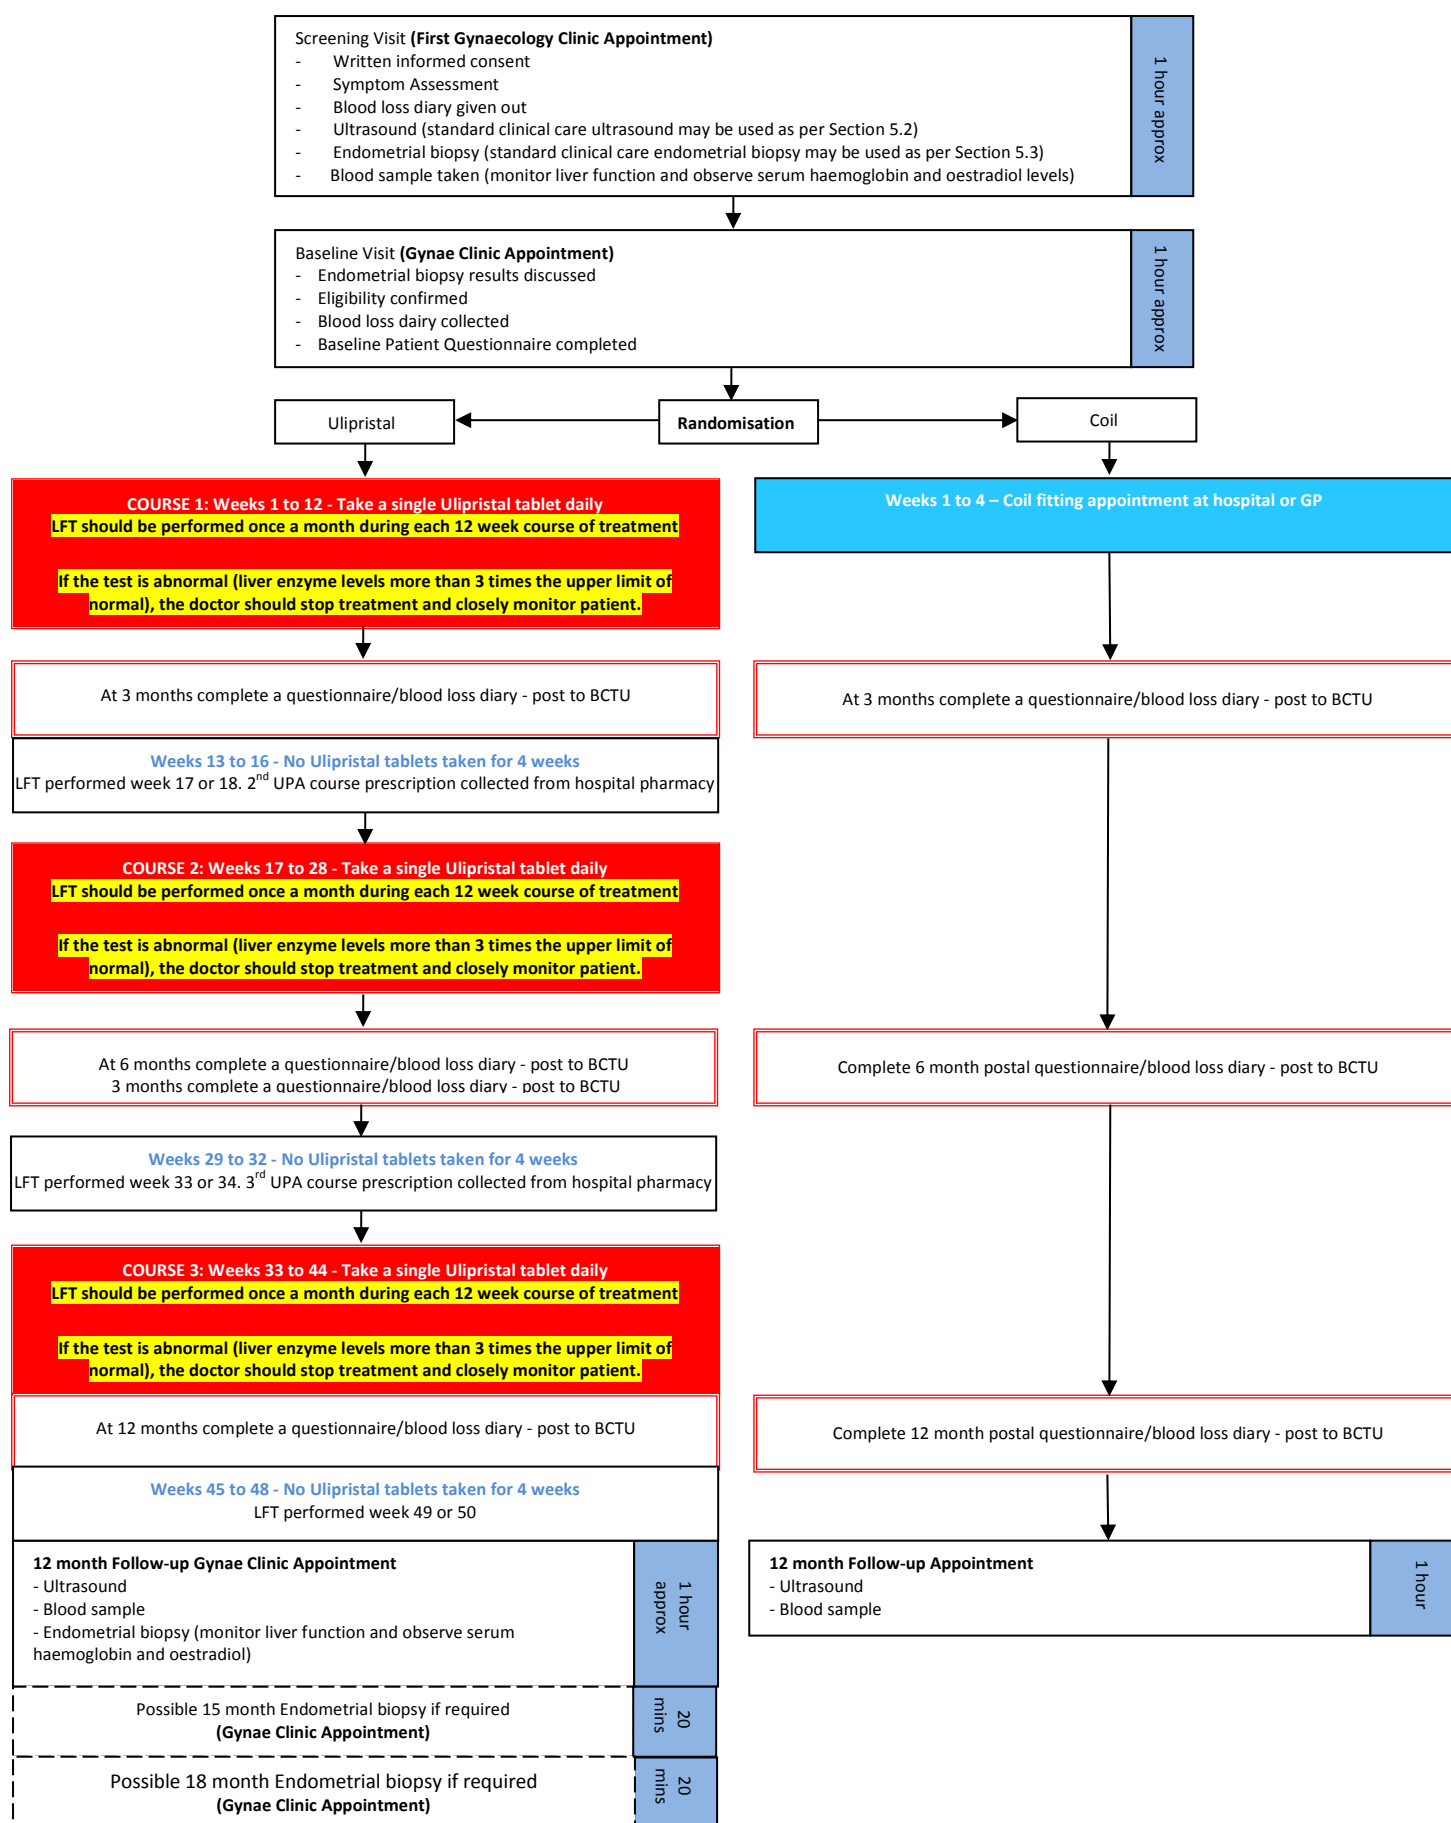 Screening Visit (First Gynaecology Clinic Appointment)
- Written informed consent
- Symptom Assessment
- Blood loss diary given out
- Ultrasound (standard clinical care ultrasound may be used as per Section 5.2)
- Endometrial biopsy (standard clinical care endometrial biopsy may be used as per Section 5.3)
- Blood sample taken (monitor liver function and observe serum haemoglobin and oestradiol levels)
1 hour approx
Baseline Visit (Gynae Clinic Appointment)
- Endometrial biopsy results discussed
- Eligibility confirmed
- Blood loss dairy collected
- Baseline Patient Questionnaire completed
1 hour approx
Ulipristal
Randomisation
Coil
COURSE 1: Weeks 1 to 12 - Take a single Ulipristal tablet daily
LFT should be performed once a month during each 12 week course of treatment
If the test is abnormal (liver enzyme levels more than 3 times the upper limit of
normal), the doctor should stop treatment and closely monitor patient.
Weeks 1 to 4 – Coil fitting appointment at hospital or GP
At 3 months complete a questionnaire/blood loss diary - post to BCTU
At 3 months complete a questionnaire/blood loss diary - post to BCTU
Weeks 13 to 16 - No Ulipristal tablets taken for 4 weeks
LFT performed week 17 or 18. 2nd UPA course prescription collected from hospital pharmacy
COURSE 2: Weeks 17 to 28 - Take a single Ulipristal tablet daily
LFT should be performed once a month during each 12 week course of treatment
If the test is abnormal (liver enzyme levels more than 3 times the upper limit of
normal), the doctor should stop treatment and closely monitor patient.
At 6 months complete a questionnaire/blood loss diary - post to BCTU
3 months complete a questionnaire/blood loss diary - post to BCTU
Complete 6 month postal questionnaire/blood loss diary - post to BCTU
Weeks 29 to 32 - No Ulipristal tablets taken for 4 weeks
LFT performed week 33 or 34. 3rd UPA course prescription collected from hospital pharmacy
COURSE 3: Weeks 33 to 44 - Take a single Ulipristal tablet daily
LFT should be performed once a month during each 12 week course of treatment
If the test is abnormal (liver enzyme levels more than 3 times the upper limit of
normal), the doctor should stop treatment and closely monitor patient.
At 12 months complete a questionnaire/blood loss diary - post to BCTU
Complete 12 month postal questionnaire/blood loss diary - post to BCTU
Weeks 45 to 48 - No Ulipristal tablets taken for 4 weeks
LFT performed week 49 or 50
12 month Follow-up Gynae Clinic Appointment
- Ultrasound
- Blood sample
- Endometrial biopsy (monitor liver function and observe serum
haemoglobin and oestradiol)
1 hour
approx
12 month Follow-up Appointment
- Ultrasound
- Blood sample
1 hour
Possible 15 month Endometrial biopsy if required
(Gynae Clinic Appointment)
20
mins
Possible 18 month Endometrial biopsy if required
(Gynae Clinic Appointment)
20
mins